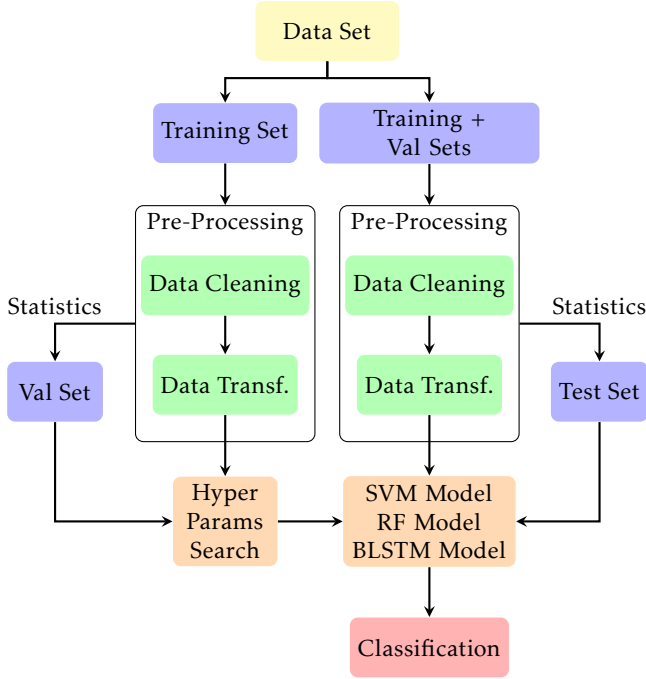 Data Set
Training Set
Training +
Val Sets
Pre-Processing
Pre-Processing
Data Cleaning
Data Cleaning
Statistics
Statistics
Data Transf.
Data Transf.
Val Set
Test Set
Hyper
Params
Search
SVM Model
RF Model
BLSTM Model
Classification